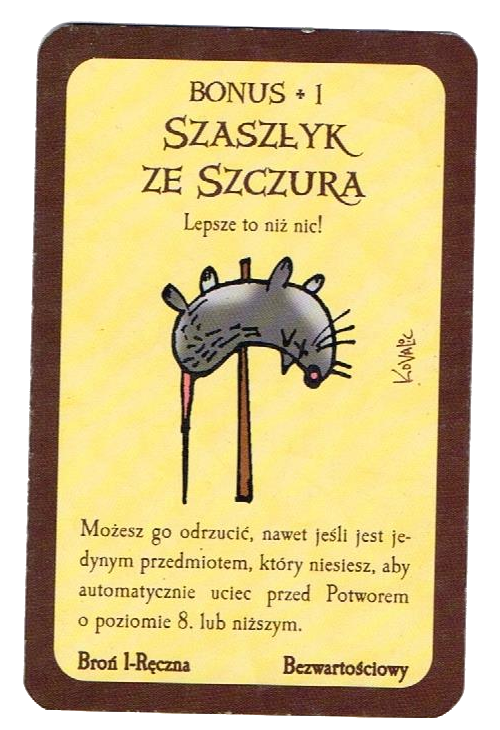 BONUS + 1
SZASZŁYK
ZE SZCZURA
Lepsze to niż nic!
KOVALIC
Możesz go odrzucić, nawet jeśli jest je-
dynym przedmiotem, który niesiesz, aby
automatycznie uciec przed Potworem
o poziomie 8. lub niższym.
Broń 1-Ręczna Bezwartościowy